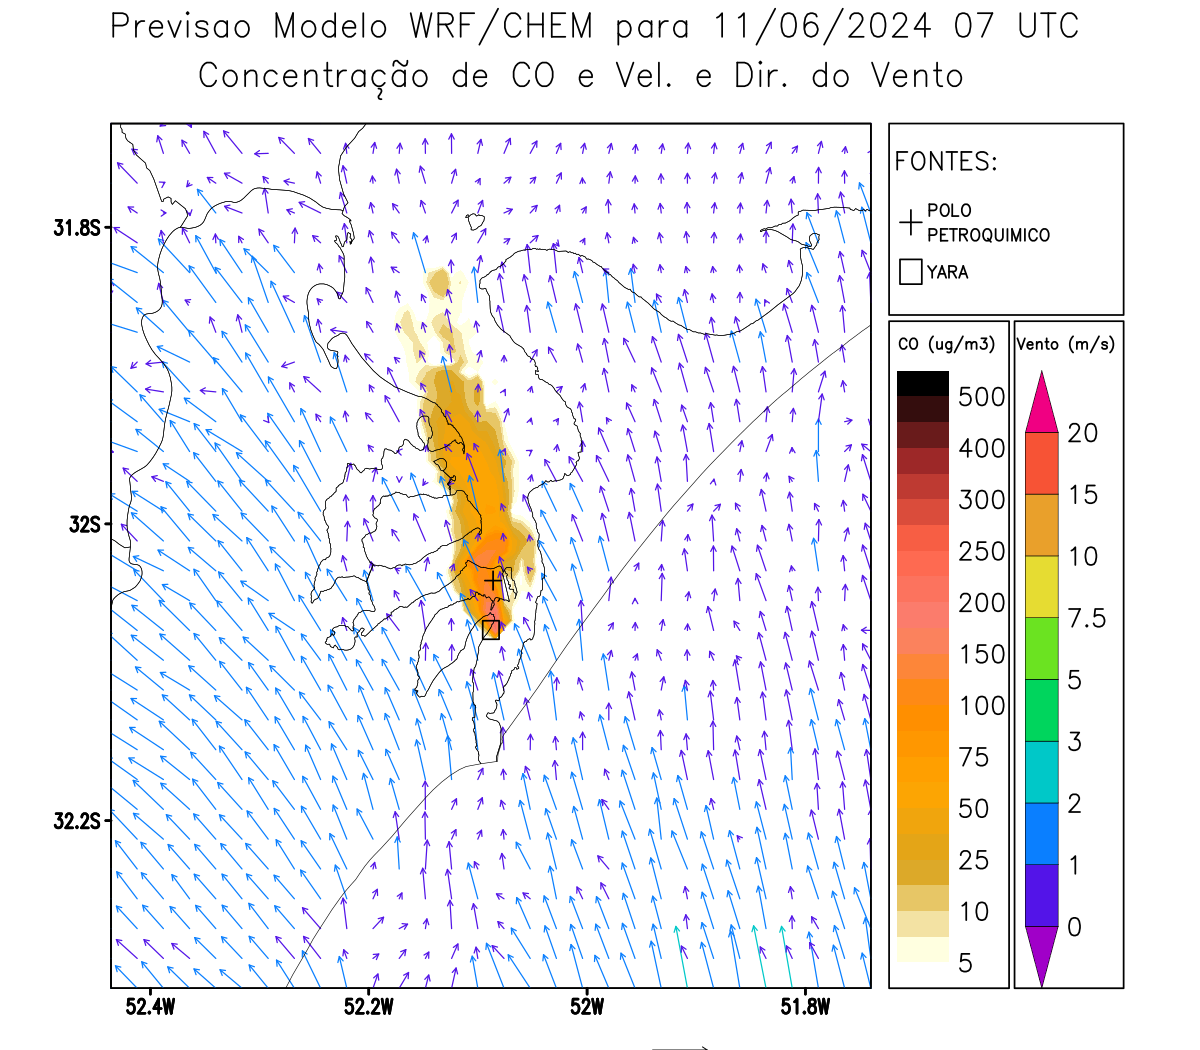 Previsao Modelo WRF/CHEM para 11/06/2024 07 UTC
Concentração de CO e Vel. e Dir. do Vento
FONTES:
POLO
PETROQUIMICO
YARA
CO (ug/m3)
500
400
300
250
200
150
100
75
50
25
10
5
Vento (m/s)
20
15
10
7.5
5
3
2
1
0
31.8S
32S
32.2S
52.4W
52.2W
52W
51.8W